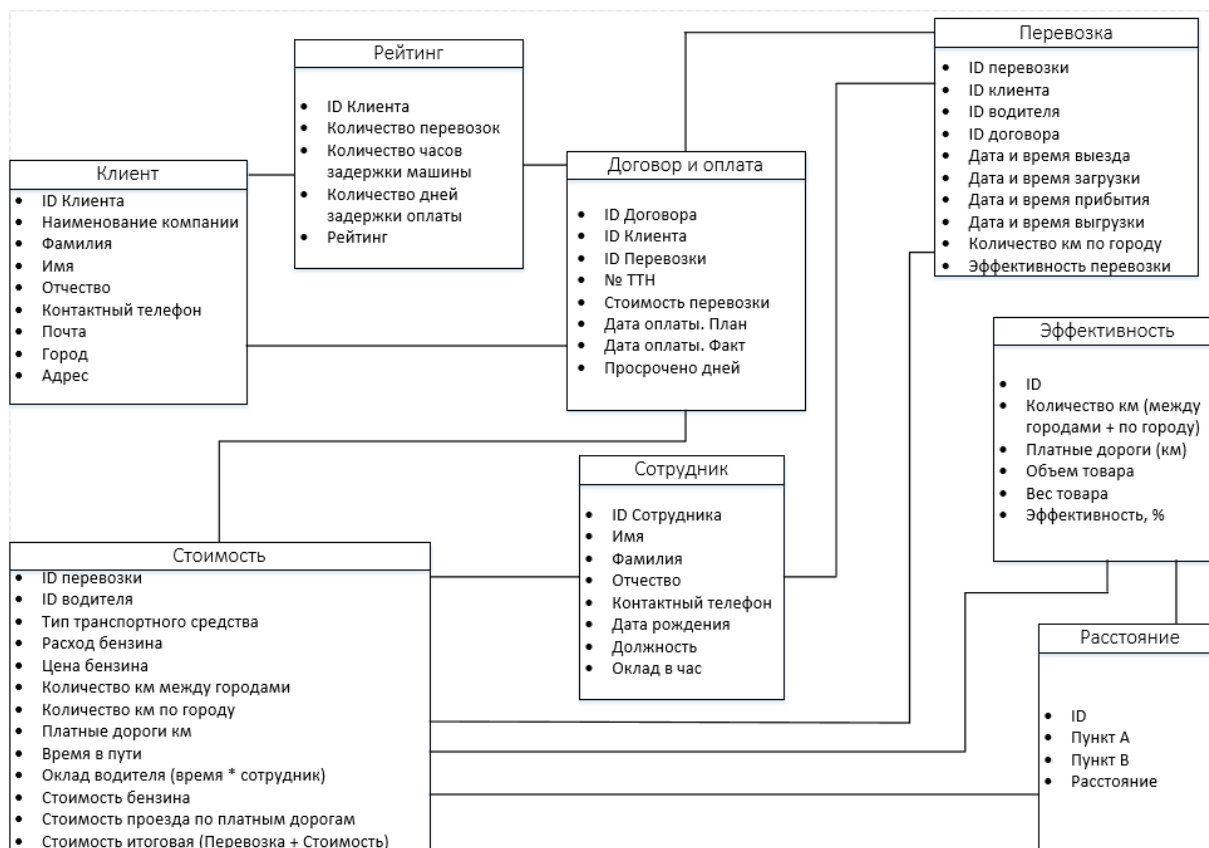 Клиент
• ID Клиента
• Наименование компании
• Фамилия
• Имя
• Отчество
• Контактный телефон
• Почта
• Город
• Адрес
Рейтинг
• ID Клиента
• Количество перевозок
• Количество часов
задержки машины
• Количество дней
задержки оплаты
• Рейтинг
Договор и оплата
• ID Договора
• ID Клиента
• ID Перевозки
• № ТТН
• Стоимость перевозки
• Дата оплаты. План
• Дата оплаты. Факт
• Просрочено дней
Перевозка
• ID перевозки
• ID клиента
• ID водителя
• ID договора
• Дата и время выезда
• Дата и время загрузки
• Дата и время прибытия
• Дата и время выгрузки
• Количество км по городу
• Эффективность перевозки
Эффективность
• ID
• Количество км (между
городами + по городу)
• Платные дороги (км)
• Объем товара
• Вес товара
• Эффективность, %
Сотрудник
• ID Сотрудника
• Имя
• Фамилия
• Отчество
• Контактный телефон
• Дата рождения
• Должность
• Оклад в час
Стоимость
• ID перевозки
• ID водителя
• Тип транспортного средства
• Расход бензина
• Цена бензина
• Количество км между городами
• Количество км по городу
• Платные дороги км
• Время в пути
• Оклад водителя (время * сотрудник)
• Стоимость бензина
• Стоимость проезда по платным дорогам
• Стоимость итоговая (Перевозка + Стоимость)
Расстояние
• ID
• Пункт А
• Пункт В
• Расстояние